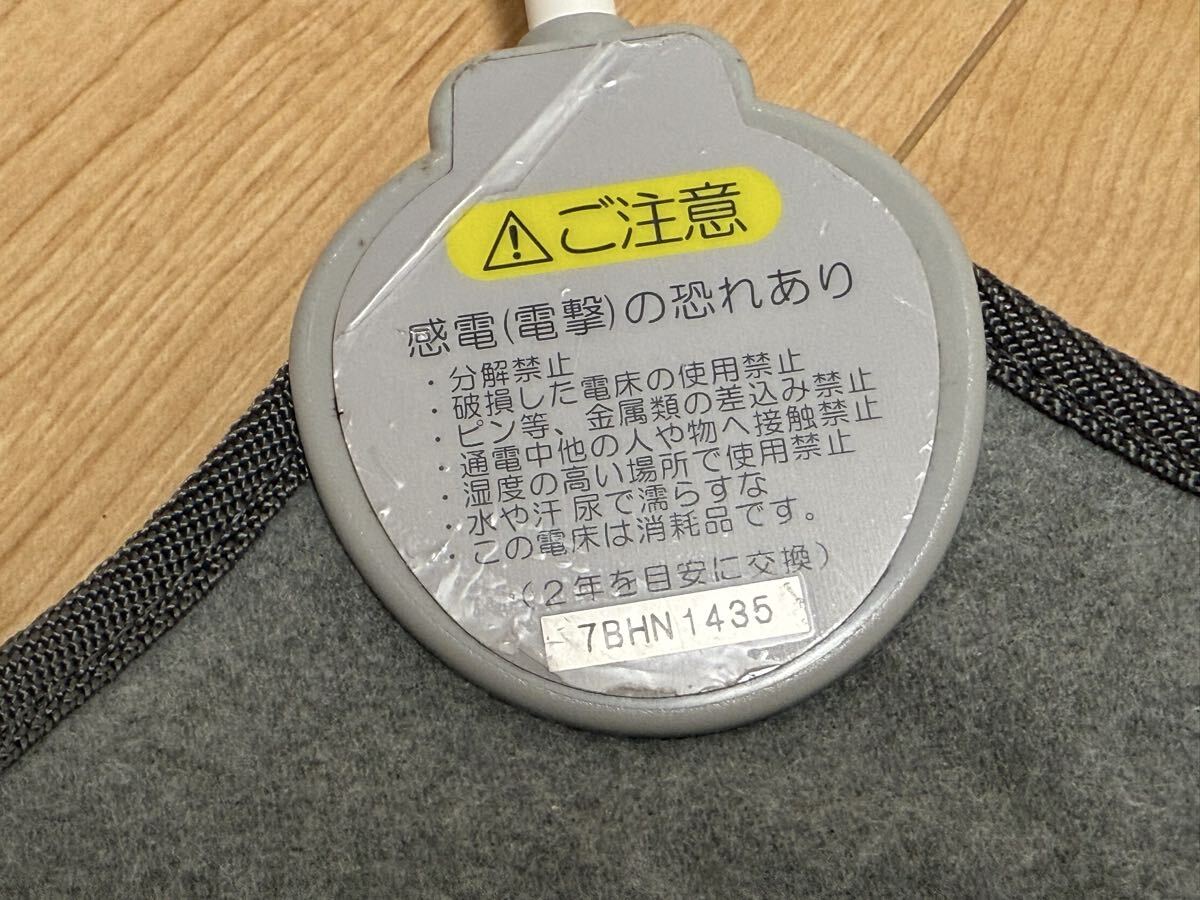 ご注意
感電(電撃)の恐れあり
・分解禁止
・破損した電床の使用禁止
・ピン等、金属類の差込み禁止
・通電中他の人や物へ接触禁止
・湿度の高い場所で使用禁止
・水や汗尿で濡らすな
・この電床は消耗品です。
(2年を目安に交換)
7BHN1435